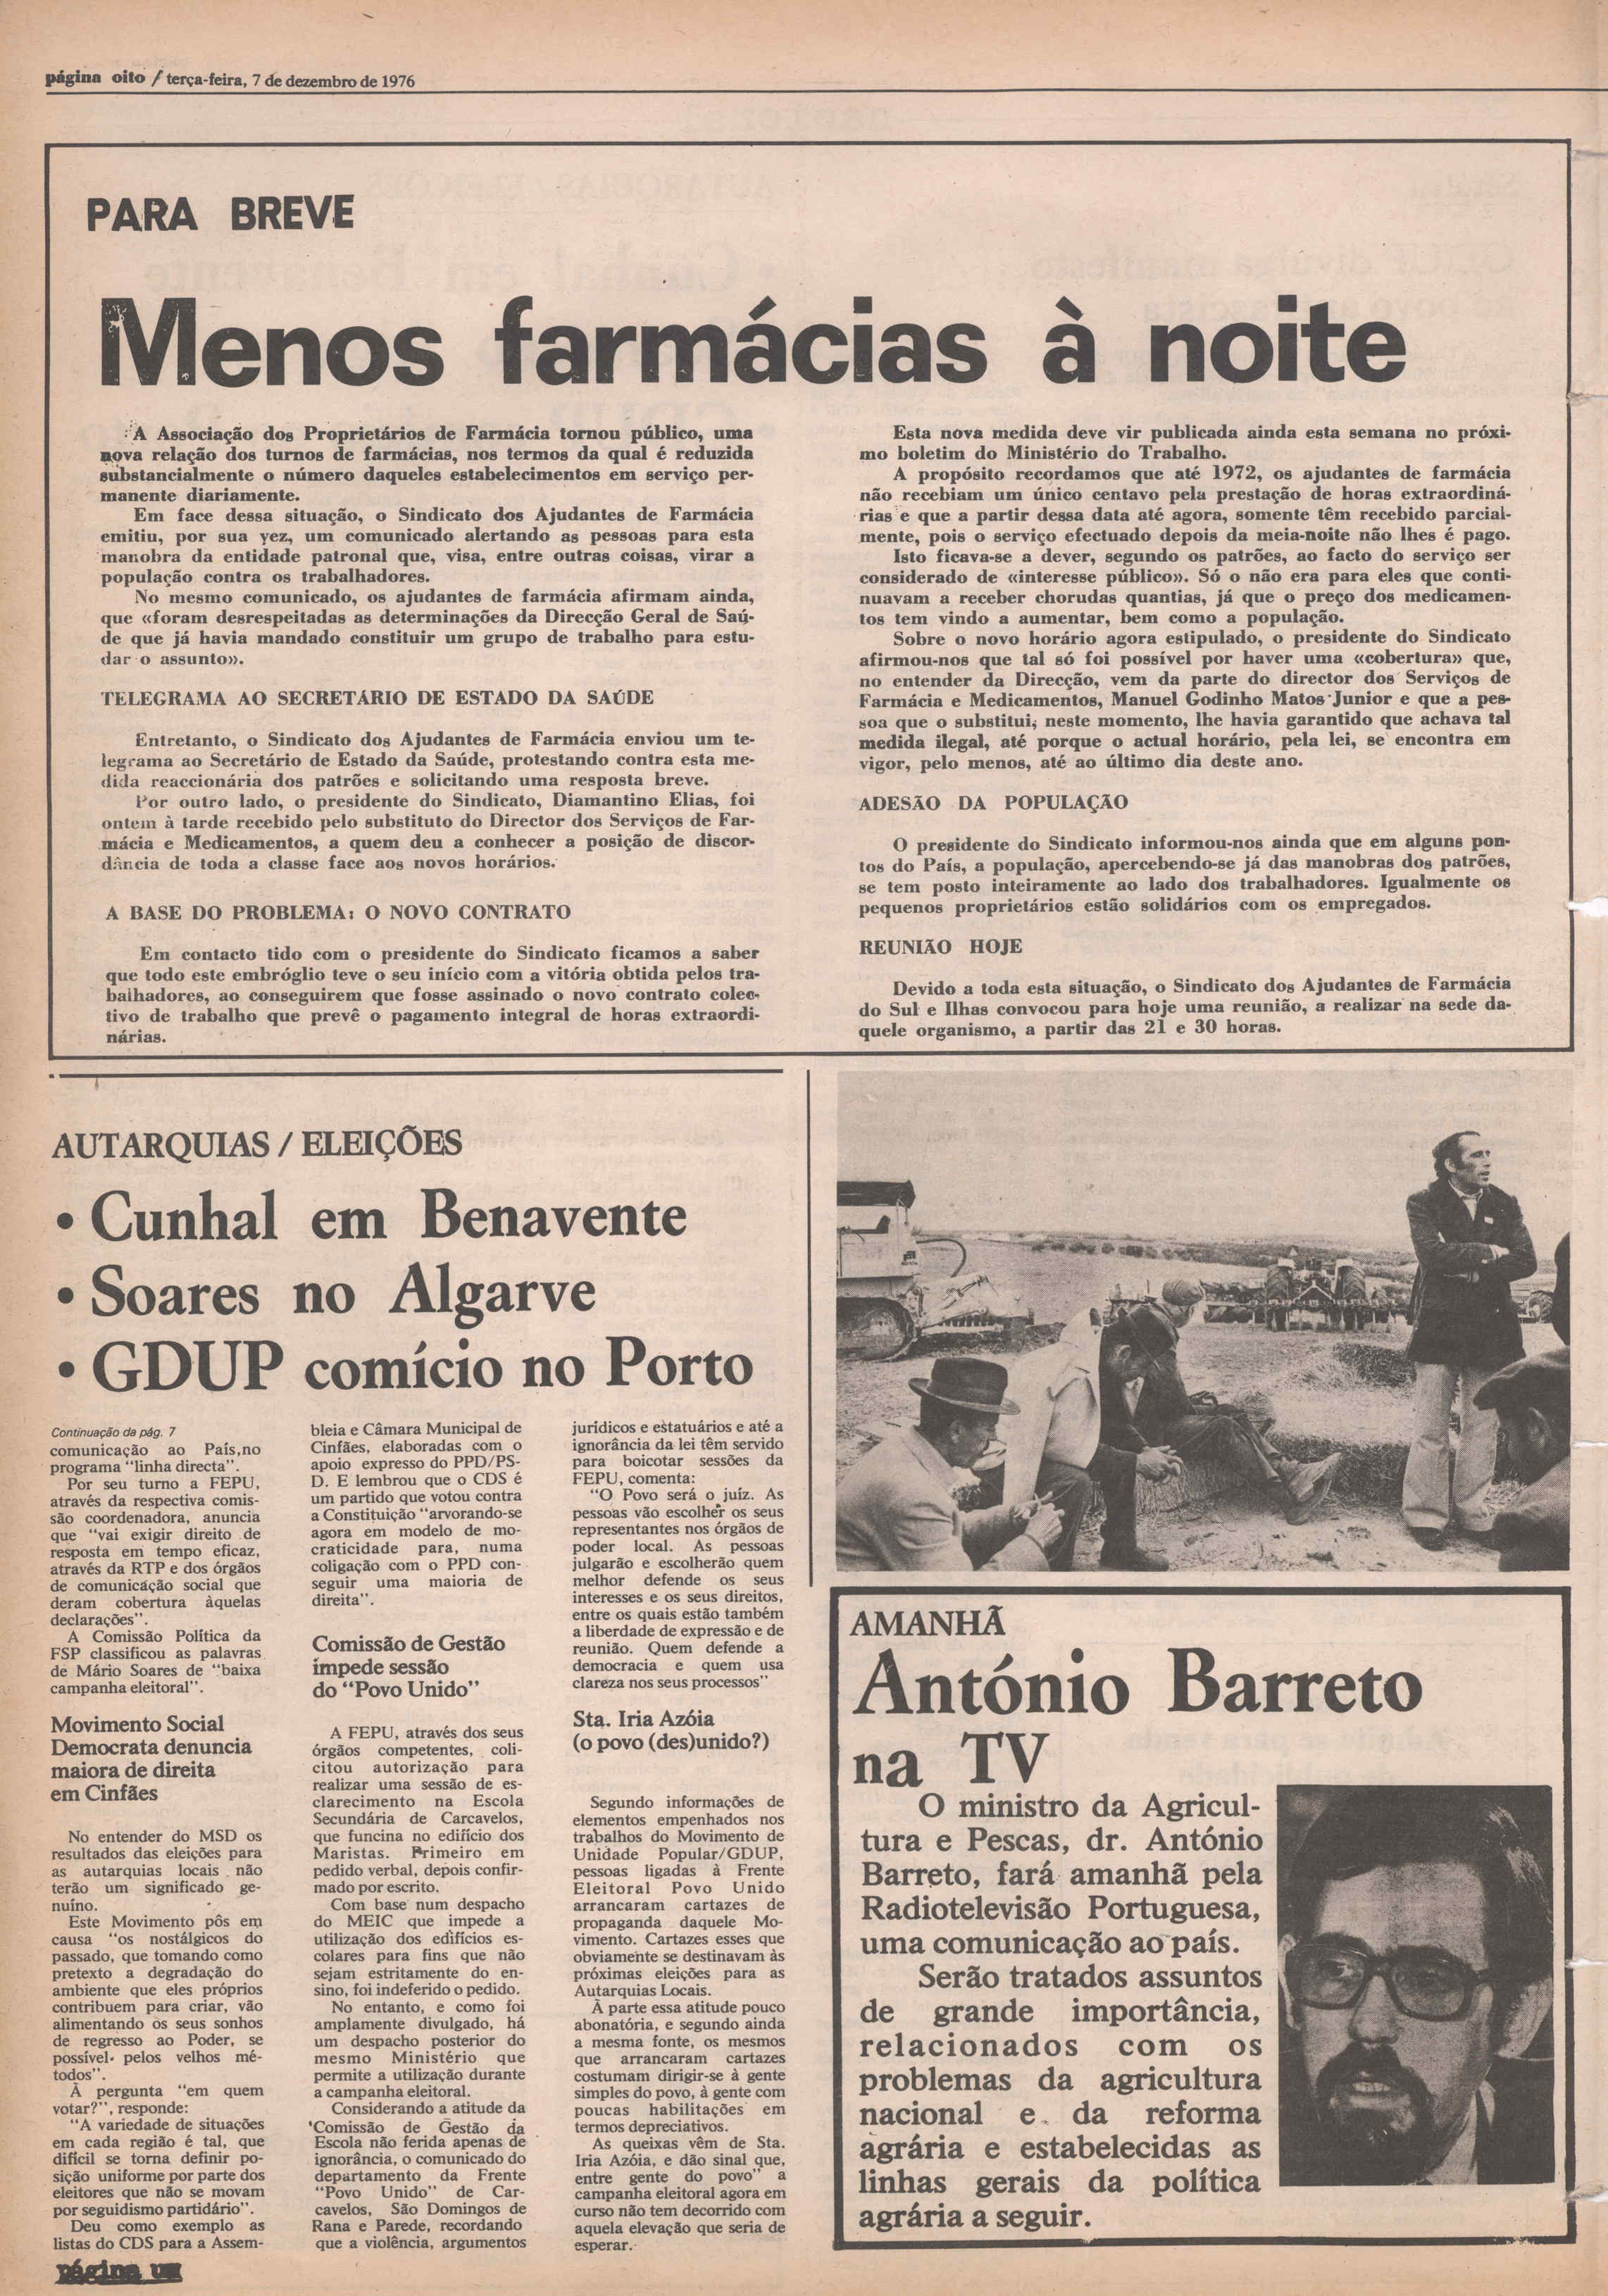 página oito / terça-feira, 7 de dezembro de 1976
PARA BREVE
Menos farmácias à noite
A Associação dos Proprietários de Farmácia tornou público, uma
nova relação dos turnos de farmácias, nos termos da qual é reduzida
substancialmente o número daqueles estabelecimentos em serviço per-
manente diariamente.
Em face dessa situação, o Sindicato dos Ajudantes de Farmácia
emitiu, por sua vez, um comunicado alertando as pessoas para esta
manobra da entidade patronal que, visa, entre outras coisas, virar a
população contra os trabalhadores.
No mesmo comunicado, os ajudantes de farmácia afirmam ainda,
que «foram desrespeitadas as determinações da Direcção Geral de Saú-
de que já havia mandado constituir um grupo de trabalho para estu-
dar o assunto».
TELEGRAMA AO SECRETÁRIO DE ESTADO DA SAÚDE
Entretanto, o Sindicato dos Ajudantes de Farmácia enviou um te-
legrama ao Secretário de Estado da Saúde, protestando contra esta me-
dida reaccionária dos patrões e solicitando uma resposta breve.
Por outro lado, o presidente do Sindicato, Diamantino Elias, foi
ontem à tarde recebido pelo substituto do Director dos Serviços de Far-
mácia e Medicamentos, a quem deu a conhecer a posição de discor-
dância de toda a classe face aos novos horários.
A BASE DO PROBLEMA: O NOVO CONTRATO
Em contacto tido com o presidente do Sindicato ficamos a saber
que todo este embróglio teve o seu início com a vitória obtida pelos tra-
balhadores, ao conseguirem que fosse assinado o novo contrato colec-
tivo de trabalho que prevê o pagamento integral de horas extraordi-
nárias.
Esta nova medida deve vir publicada ainda esta semana no próxi-
mo boletim do Ministério do Trabalho.
A propósito recordamos que até 1972, os ajudantes de farmácia
não recebiam um único centavo pela prestação de horas extraordiná-
rias e que a partir dessa data até agora, somente têm recebido parcial-
mente, pois o serviço efectuado depois da meia-noite não lhes é pago.
Isto ficava-se a dever, segundo os patrões, ao facto do serviço ser
considerado de «interesse público». Só o não era para eles que conti-
nuavam a receber chorudas quantias, já que o preço dos medicamen-
tos tem vindo a aumentar, bem como a população.
Sobre o novo horário agora estipulado, o presidente do Sindicato
afirmou-nos que tal só foi possível por haver uma «cobertura» que,
no entender da Direcção, vem da parte do director dos Serviços de
Farmácia e Medicamentos, Manuel Godinho Matos Junior e que a pes-
soa que o substitui, neste momento, lhe havia garantido que achava tal
medida ilegal, até porque o actual horário, pela lei, se encontra em
vigor, pelo menos, até ao último dia deste ano.
ADESÃO DA POPULAÇÃO
O presidente do Sindicato informou-nos ainda que em alguns pon-
tos do País, a população, apercebendo-se já das manobras dos patrões,
se tem posto inteiramente ao lado dos trabalhadores. Igualmente os
pequenos proprietários estão solidários com os empregados.
REUNIÃO HOJE
Devido a toda esta situação, o Sindicato dos Ajudantes de Farmácia
do Sul e Ilhas convocou para hoje uma reunião, a realizar na sede da-
quele organismo, a partir das 21 e 30 horas.
AUTARQUIAS / ELEIÇÕES
• Cunhal em Benavente
• Soares no Algarve
• GDUP comício no Porto
Continuação da pág. 7
comunicação ao País,no
programa "linha directa".
Por seu turno a FEPU,
através da respectiva comis-
são coordenadora, anuncia
que "vai exigir direito de
resposta em tempo eficaz,
através da RTP e dos órgãos
de comunicáção social que
deram cobertura àquelas
declarações".
A Comissão Política da
FSP classificou as palavras
de Mário Soares de "baixa
campanha eleitoral".
Movimento Social
Democrata denuncia
maiora de direita
em Cinfães
No entender do MSD os
resultados das eleições para
as autarquias locais não
terão um significado ge-
nuíno.
Este Movimento pôs em
causa "os nostálgicos do
passado, que tomando como
pretexto a degradação do
ambiente que eles próprios
contribuem para criar, vão
alimentando os seus sonhos
de regresso ao Poder, se
possível pelos velhos mé-
todos".
À pergunta "em quem
votar?", responde:
"A variedade de situações
em cada região é tal, que
difícil se torna definir po-
sição uniforme por parte dos
eleitores que não se movam
por seguidismo partidário".
Deu como exemplo as
listas do CDS para a Assem-
bleia e Câmara Municipal de
Cinfães, elaboradas com o
apoio expresso do PPD/PS-
D. E lembrou que o CDS é
um partido que votou contra
a Constituição "arvorando-se
agora em modelo de mo-
craticidade para, numa
coligação com o PPD con-
seguir uma maioria de
direita".
Comissão de Gestão
impede sessão
do "Povo Unido"
A FEPU, através dos seus
órgãos competentes, coli-
citou autorização para
realizar uma sessão de es-
clarecimento na Escola
Secundária de Carcavelos,
que funcina no edifício dos
Maristas. Primeiro em
pedido verbal, depois confir-
mado por escrito.
Com base num despacho
do MEIC que impede a
utilização dos edifícios es-
colares para fins que não
sejam estritamente do en-
sino, foi indeferido o pedido.
No entanto, e como foi
amplamente divulgado, há
um despacho posterior do
mesmo Ministério que
permite a utilização durante
a campanha eleitoral.
Considerando a atitude da
'Comissão de Gestão da
Escola não ferida apenas de
ignorância, o comunicado do
departamento da Frente
"Povo Unido" de Car-
cavelos, São Domingos de
Rana e Parede, recordando
que a violência, argumentos
jurídicos e estatuários e até a
ignorância da lei têm servido
para boicotar sessões da
FEPU, comenta:
"O Povo será o juíz. As
pessoas vão escolher os seus
representantes nos órgãos de
poder local. As pessoas
julgarão e escolherão quem
melhor defende os seus
interesses e os seus direitos,
entre os quais estão também
a liberdade de expressão e de
reunião. Quem defende a
democracia e quem usa
clareza nos seus processos"
Sta. Iria Azóia
(o povo (des)unido?)
Segundo informações de
elementos empenhados nos
trabalhos do Movimento de
Unidade Popular/GDUP,
pessoas ligadas à Frente
Eleitoral Povo Unido
arrancaram cartazes de
propaganda daquele Mo-
vimento. Cartazes esses que
obviamente se destinavam às
próximas eleições para as
Autarquias Locais.
À parte essa atitude pouco
abonatória, e segundo ainda
a mesma fonte, os mesmos
que arrancaram cartazes
costumam dirigir-se à gente
simples do povo, à gente com
poucas habilitações em
termos depreciativos.
As queixas vêm de Sta.
Iria Azóia, e dão sinal que,
entre gente do povo" a
campanha eleitoral agora em
curso não tem decorrido com
aquela elevação que seria de
esperar.
AMANHÃ
António Barreto
na TV
O ministro da Agricul-
tura e Pescas, dr. António
Barreto, fará amanhã pela
Radiotelevisão Portuguesa,
uma comunicação ao país.
Serão tratados assuntos
de grande importância,
relacionados com os
problemas da agricultura
nacional e da reforma
agrária e estabelecidas as
linhas gerais da política
agrária a seguir.
página um